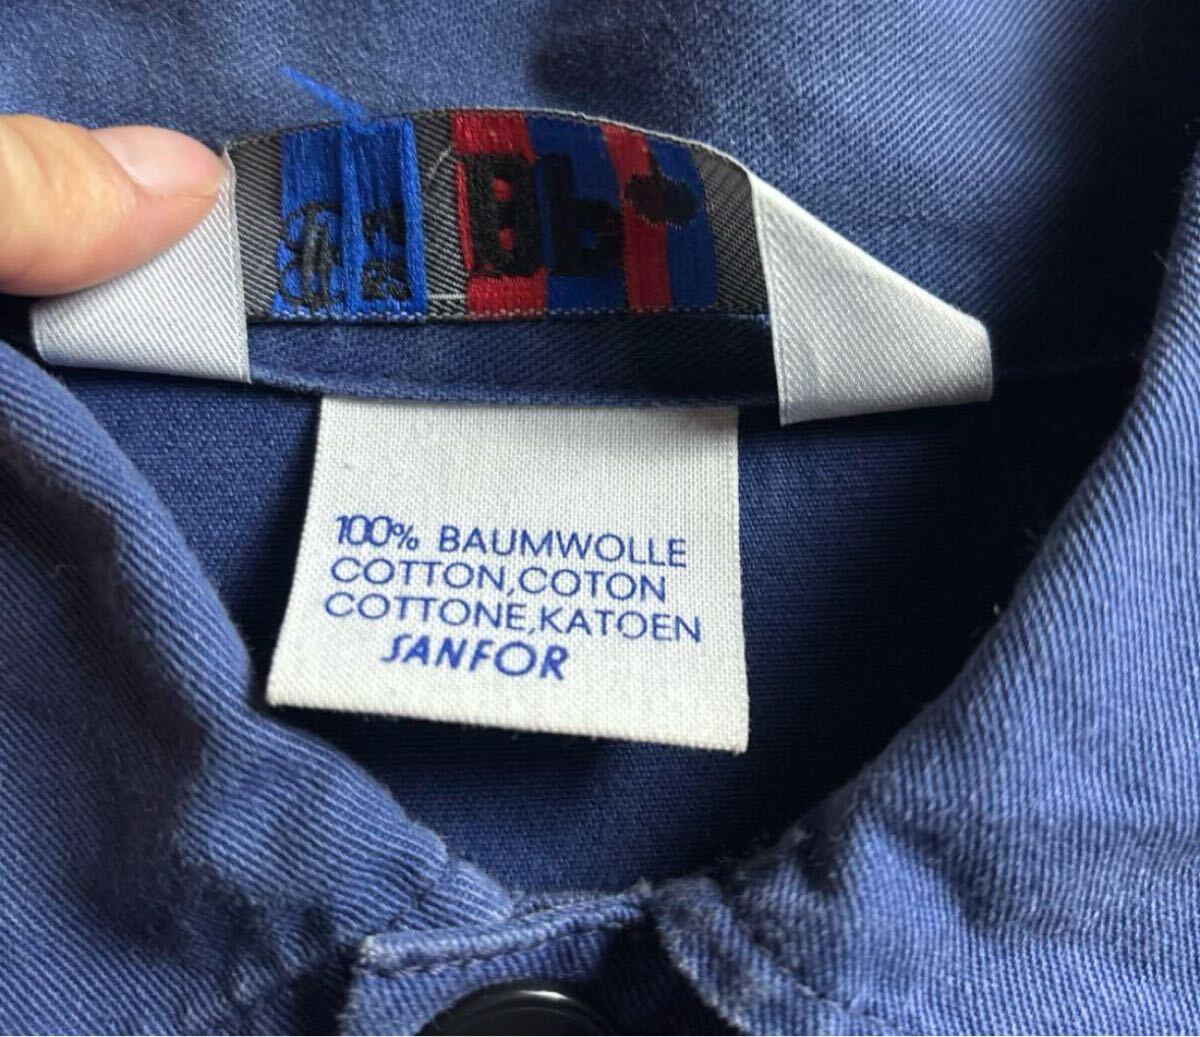 100% BAUMWOLLE
COTTON,COTON
COTTONE,KATOEN
SANFOR